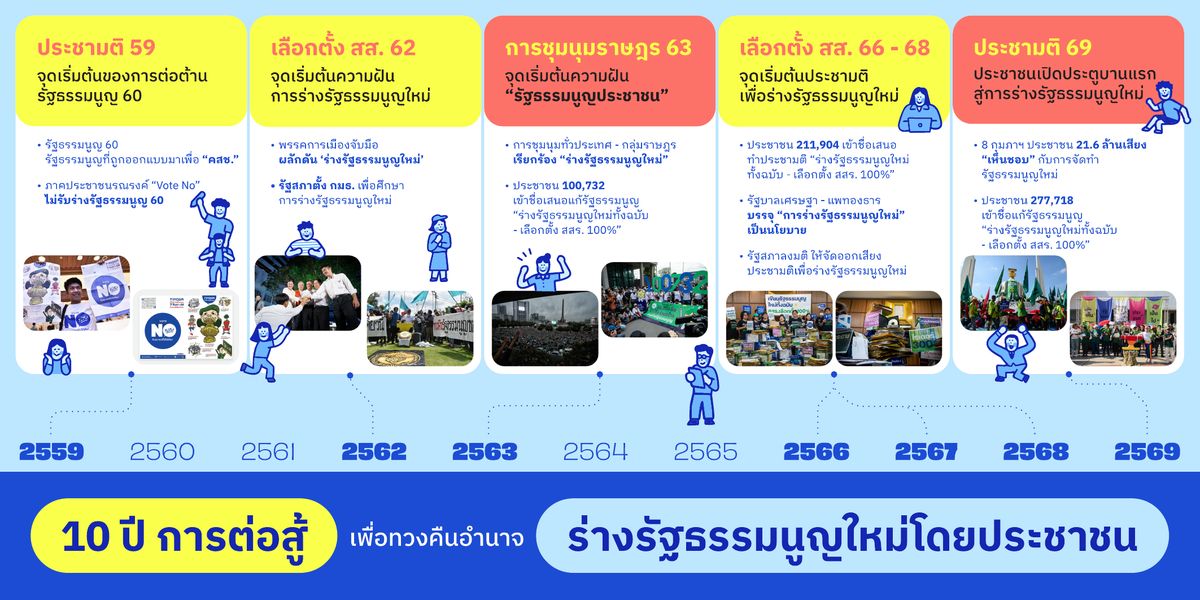 ประชามติ 59
จุดเริ่มต้นของการต่อต้าน
รัฐธรรมนูญ 60
• รัฐธรรมนูญ 60
รัฐธรรมนูญที่ถูกออกแบบมาเพื่อ “คสช.”
• ภาคประชาชนรณรงค์ “Vote No”
ไม่รับร่างรัฐธรรมนูญ 60
NO
NO
เลือกตั้ง สส. 62
จุดเริ่มต้นความฝัน
การร่างรัฐธรรมนูญใหม่
• พรรคการเมืองจับมือ
ผลักดัน ‘ร่างรัฐธรรมนูญใหม่’
• รัฐสภาตั้ง กมธ. เพื่อศึกษา
การร่างรัฐธรรมนูญใหม่
การชุมนุมราษฎร 63
จุดเริ่มต้นความฝัน
“รัฐธรรมนูญประชาชน”
• การชุมนุมทั่วประเทศ - กลุ่มราษฎร
เรียกร้อง “ร่างรัฐธรรมนูญใหม่”
• ประชาชน 100,732
เข้าชื่อเสนอแก้รัฐธรรมนูญ
“ร่างรัฐธรรมนูญใหม่ทั้งฉบับ
- เลือกตั้ง สสร. 100%”
เลือกตั้ง สส. 66 - 68
จุดเริ่มต้นประชามติ
เพื่อร่างรัฐธรรมนูญใหม่
• ประชาชน 211,904 เข้าชื่อเสนอ
ทำประชามติ “ร่างรัฐธรรมนูญใหม่
ทั้งฉบับ - เลือกตั้ง สสร. 100%”
• รัฐบาลเศรษฐา - แพทองธาร
บรรจุ “การร่างรัฐธรรมนูญใหม่”
เป็นนโยบาย
• รัฐสภาลงมติ ให้จัดออกเสียง
ประชามติเพื่อร่างรัฐธรรมนูญใหม่
เขียนรัฐธรรมนูญ
ใหม่ทั้งฉบับ
ประชามติ 69
ประชาชนเปิดประตูบานแรก
สู่การร่างรัฐธรรมนูญใหม่
• 8 กุมภาฯ ประชาชน 21.6 ล้านเสียง
“เห็นชอบ” กับการจัดทำ
รัฐธรรมนูญใหม่
• ประชาชน 277,718
เข้าชื่อแก้รัฐธรรมนูญ
“ร่างรัฐธรรมนูญใหม่ทั้งฉบับ
- เลือกตั้ง สสร. 100%”
2559 2560 2561 2562 2563 2564 2565 2566 2567 2568 2569
10 ปี การต่อสู้ เพื่อทวงคืนอำนาจ ร่างรัฐธรรมนูญใหม่โดยประชาชน